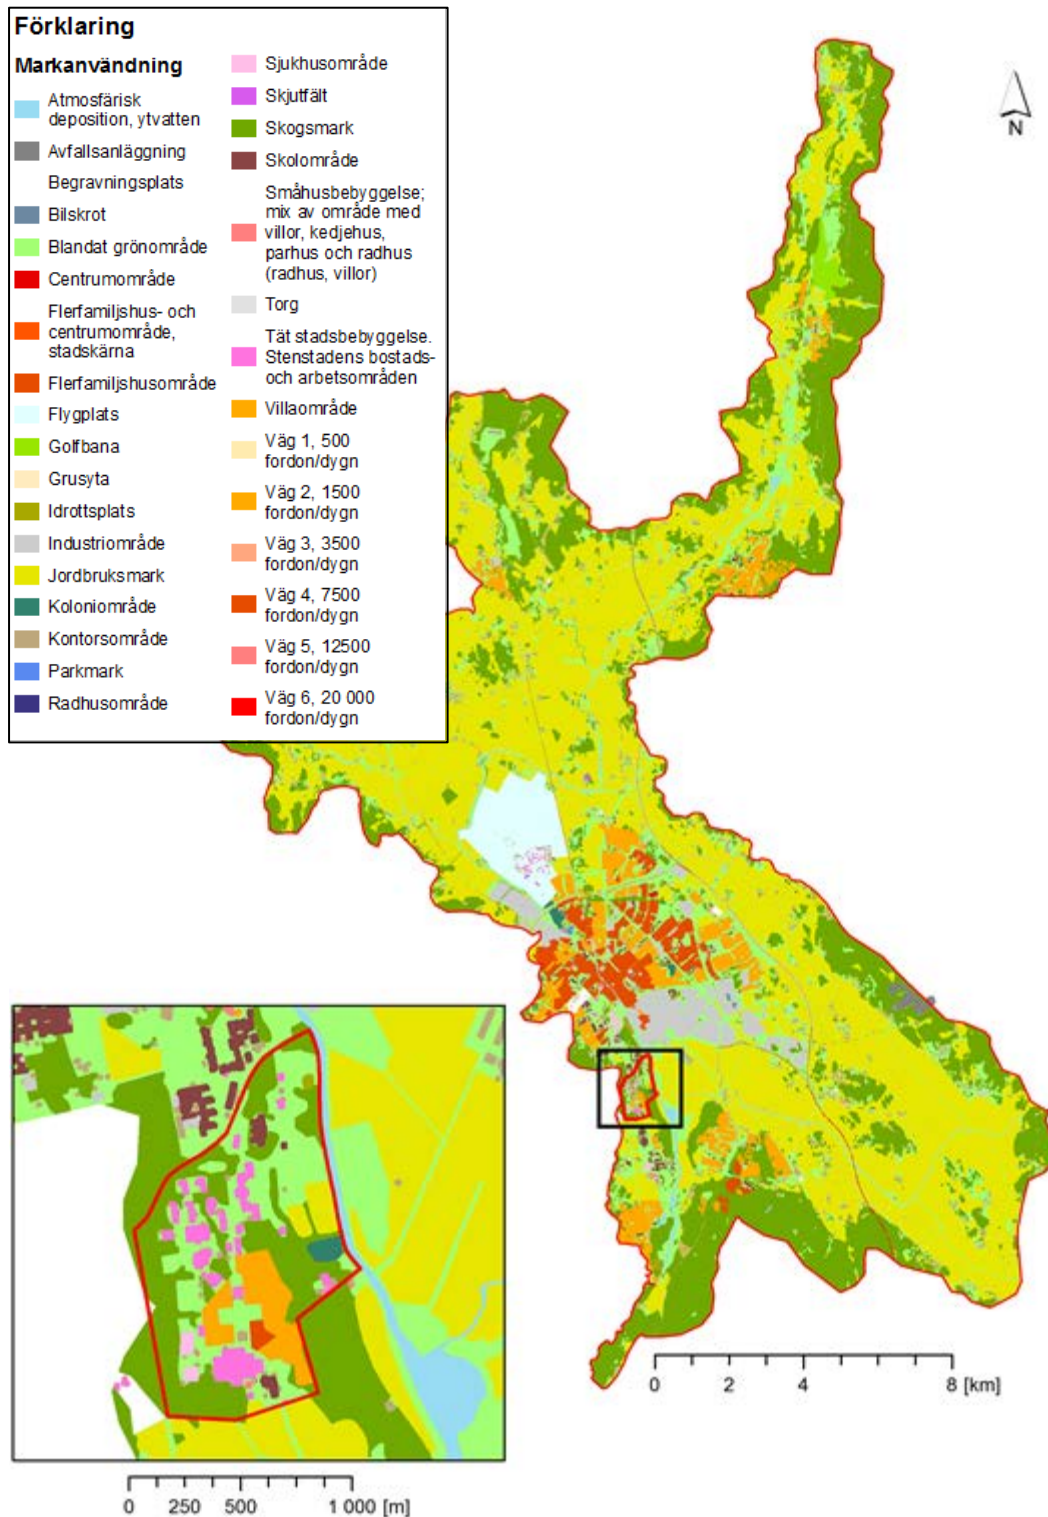 Förklaring
Markanvändning
Atmosfärisk
deposition, ytvatten
Avfallsanläggning
Begravningsplats
Bilskrot
Blandat grönområde
Centrumområde
Flerfamiljshus- och
centrumområde,
stadskärna
Flerfamiljshusområde
Flygplats
Golfbana
Grusyta
Idrottsplats
Industriområde
Jordbruksmark
Koloniområde
Kontorsområde
Parkmark
Radhusområde
Sjukhusområde
Skjutfält
Skogsmark
Skolområde
Småhusbebyggelse;
mix av område med
villor, kedjehus,
parhus och radhus
(radhus, villor)
Torg
Tät stadsbebyggelse.
Stenstadens bostads-
och arbetsområden
Villaområde
Väg 1, 500
fordon/dygn
Väg 2, 1500
fordon/dygn
Väg 3, 3500
fordon/dygn
Väg 4, 7500
fordon/dygn
Väg 5, 12500
fordon/dygn
Väg 6, 20 000
fordon/dygn
N
0 2 4 8 [km]
0 250 500 1 000 [m]